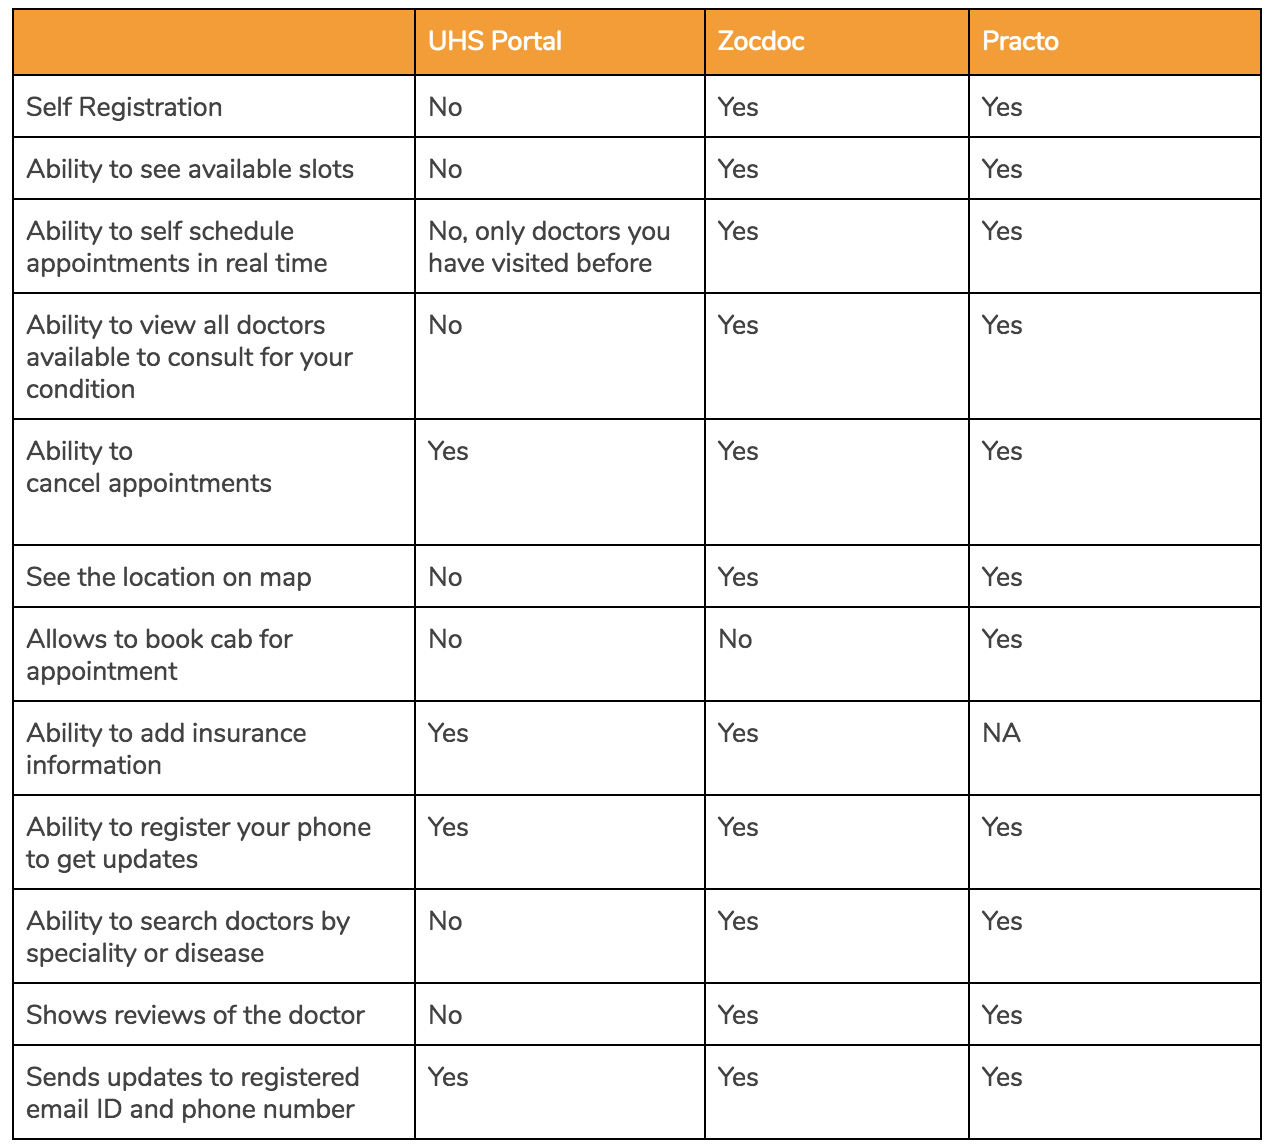 UHS Portal Zocdoc Practo
Self Registration No Yes Yes
Ability to see available slots No Yes Yes
Ability to self schedule No, only doctors you Yes Yes
appointments in real time have visited before
Ability to view all doctors No Yes Yes
available to consult for your
condition
Ability to Yes Yes Yes
cancel appointments
See the location on map No Yes Yes
Allows to book cab for No No Yes
appointment
Ability to add insurance Yes Yes NA
information
Ability to register your phone Yes Yes Yes
to get updates
Ability to search doctors by No Yes Yes
speciality or disease
Shows reviews of the doctor No Yes Yes
Sends updates to registered Yes Yes Yes
email ID and phone number